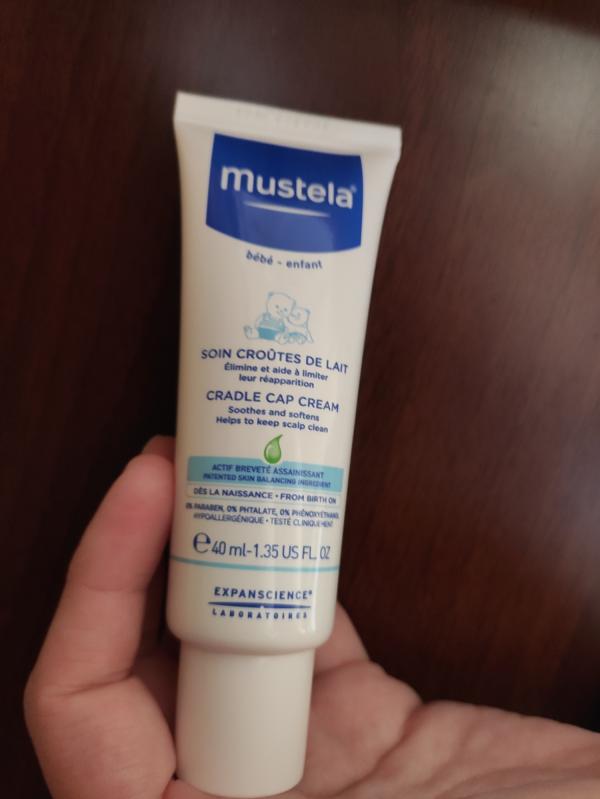 mustela®
bébé - enfant
SOIN CROÛTES DE LAIT
Élimine et aide à limiter
leur réapparition
CRADLE CAP CREAM
Soothes and softens
Helps to keep scalp clean
ACTIF BREVETÉ ASSAINISSANT
PATENTED SKIN BALANCING INGREDIENT
DÈS LA NAISSANCE • FROM BIRTH ON
0% PARABEN, 0% PHTALATE, 0% PHÉNOXYÉTHANOL
HYPOALLERGÉNIQUE • TESTÉ CLINIQUEMENT
℮ 40 ml-1.35 US FL. OZ
EXPANSCIENCE®
LABORATOIRES